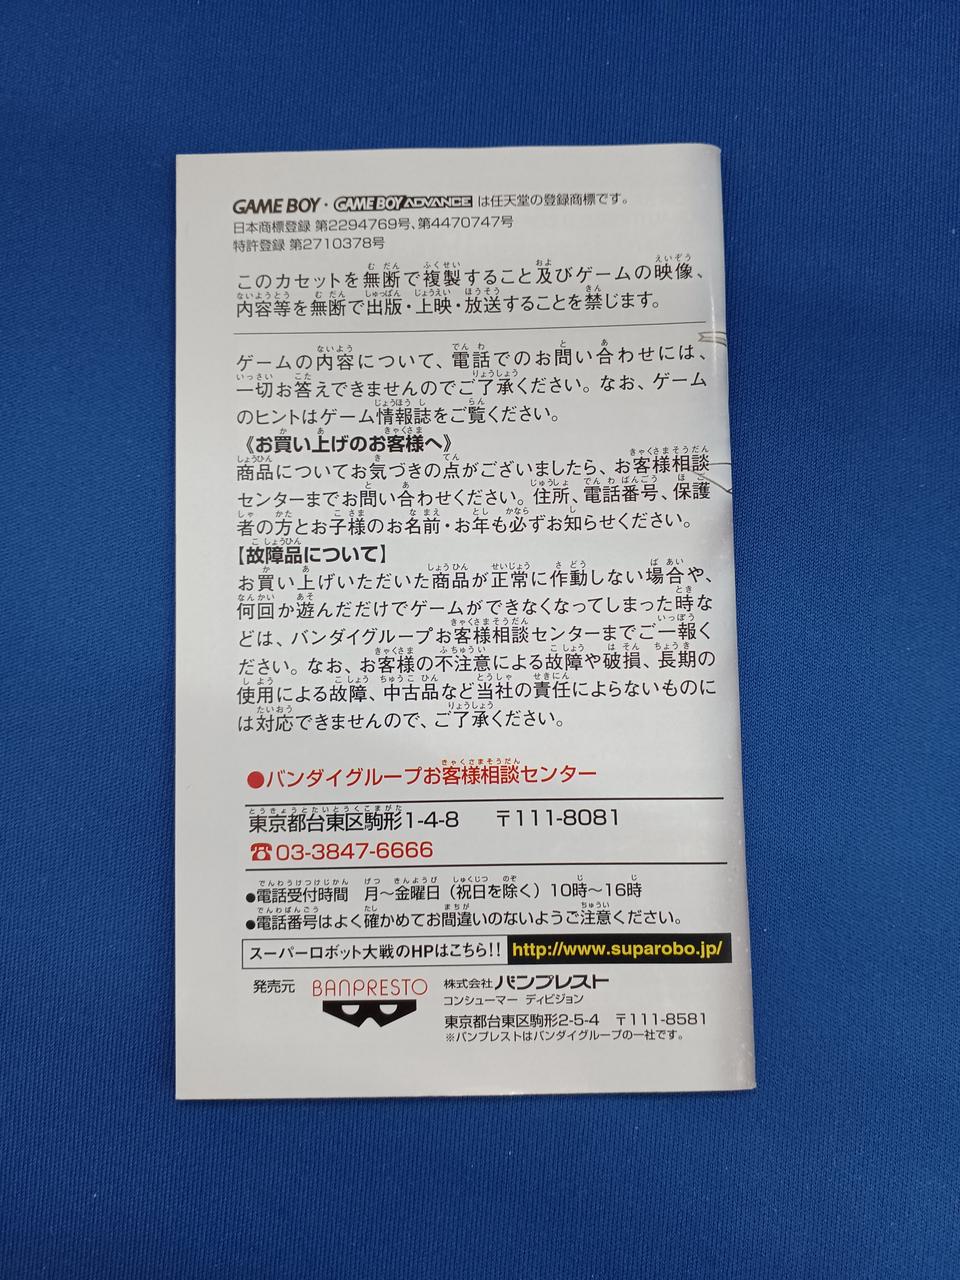 GAME BOY・GAME BOY ADVANCE は任天堂の登録商標です。
日本商標登録 第2294769号、第4470747号
特許登録 第2710378号
このカセットを無断で複製すること及びゲームの映像、
内容等を無断で出版・上映・放送することを禁じます。
ゲームの内容について、電話でのお問い合わせには、
一切お答えできませんのでご了承ください。なお、ゲーム
のヒントはゲーム情報誌をご覧ください。
《お買い上げのお客様へ》
商品についてお気づきの点がございましたら、お客様相談
センターまでお問い合わせください。住所、電話番号、保護
者の方とお子様のお名前・お年も必ずお知らせください。
【故障品について】
お買い上げいただいた商品が正常に作動しない場合や、
何回か遊んだだけでゲームができなくなってしまった時な
どは、バンダイグループお客様相談センターまでご一報く
ださい。なお、お客様の不注意による故障や破損、長期の
使用による故障、中古品など当社の責任によらないものに
は対応できませんので、ご了承ください。
●バンダイグループお客様相談センター
東京都台東区駒形1-4-8 〒111-8081
☎03-3847-6666
●電話受付時間 月〜金曜日（祝日を除く）10時〜16時
●電話番号はよく確かめてお間違いのないようご注意ください。
スーパーロボット大戦のHPはこちら!! http://www.suparobo.jp/
発売元 BANPRESTO 株式会社バンプレスト
コンシューマー ディビジョン
東京都台東区駒形2-5-4 〒111-8581
※バンプレストはバンダイグループの一社です。